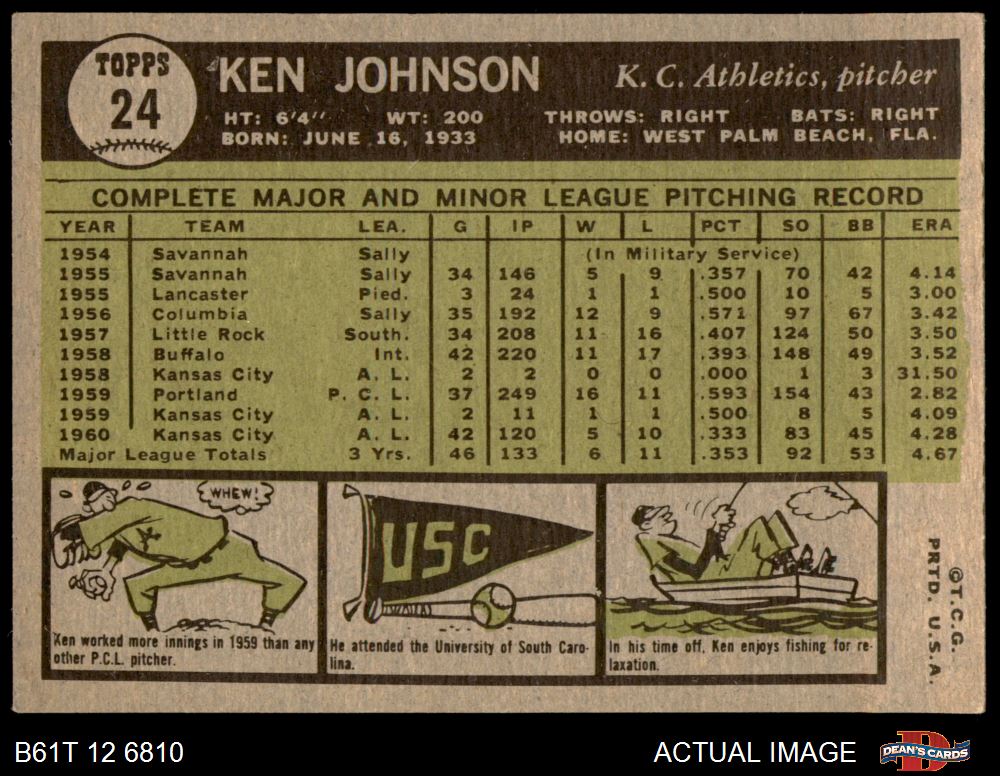 TOPPS
24
KEN JOHNSON
K. C. Athletics, pitcher
HT: 6'4" WT: 200 THROWS: RIGHT BATS: RIGHT
BORN: JUNE 16, 1933 HOME: WEST PALM BEACH, FLA.
COMPLETE MAJOR AND MINOR LEAGUE PITCHING RECORD
YEAR TEAM LEA. G IP W L PCT SO BB ERA
1954 Savannah Sally (In Military Service)
1955 Savannah Sally 34 146 5 9 .357 70 42 4.14
1955 Lancaster Pied. 3 24 1 1 .500 10 5 3.00
1956 Columbia Sally 35 192 12 9 .571 97 67 3.42
1957 Little Rock South. 34 208 11 16 .407 124 50 3.50
1958 Buffalo Int. 42 220 11 17 .393 148 49 3.52
1958 Kansas City A. L. 2 2 0 0 .000 1 3 31.50
1959 Portland P. C. L. 37 249 16 11 .593 154 43 2.82
1959 Kansas City A. L. 2 11 1 1 .500 8 5 4.09
1960 Kansas City A. L. 42 120 5 10 .333 83 45 4.28
Major League Totals 3 Yrs. 46 133 6 11 .353 92 53 4.67
WHEW!
Ken worked more innings in 1959 than any
other P.C.L. pitcher.
USC
He attended the University of South Caro-
lina.
In his time off, Ken enjoys fishing for re-
laxation.
©T.C.G.
PRTD. U.S.A.
B61T 12 6810
ACTUAL IMAGE
DEAN'S CARDS